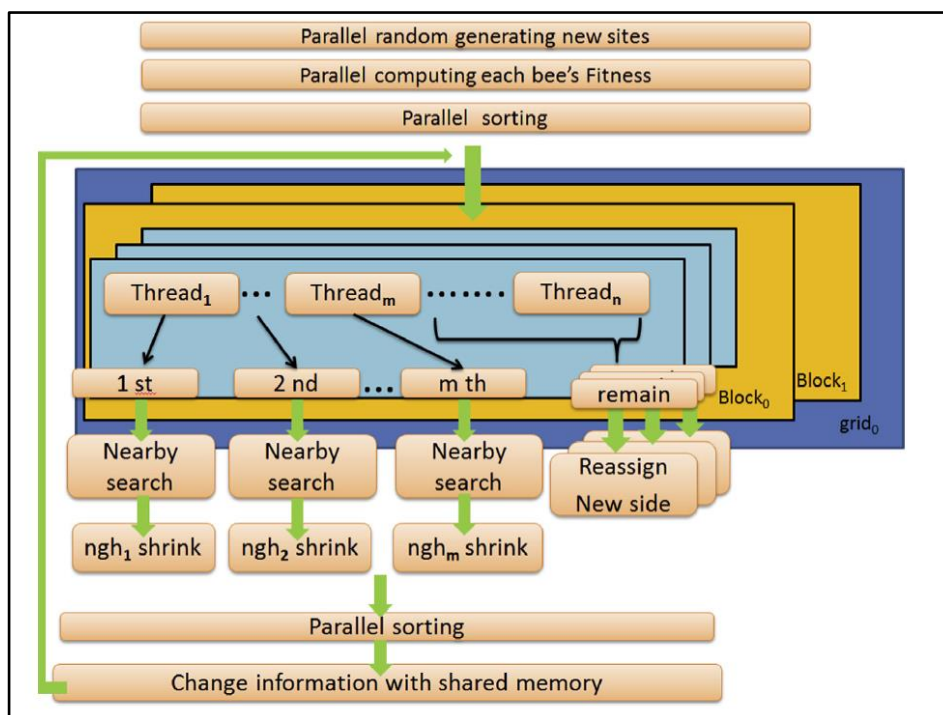 Parallel random generating new sites
Parallel computing each bee's Fitness
Parallel sorting
Thread₁ ... Threadₘ ....... Threadₙ
1 st 2 nd ... m th remain
Block₀
Block₁
grid₀
Nearby search
Nearby search
Nearby search
Reassign New side
ngh₁ shrink
ngh₂ shrink
nghₘ shrink
Parallel sorting
Change information with shared memory